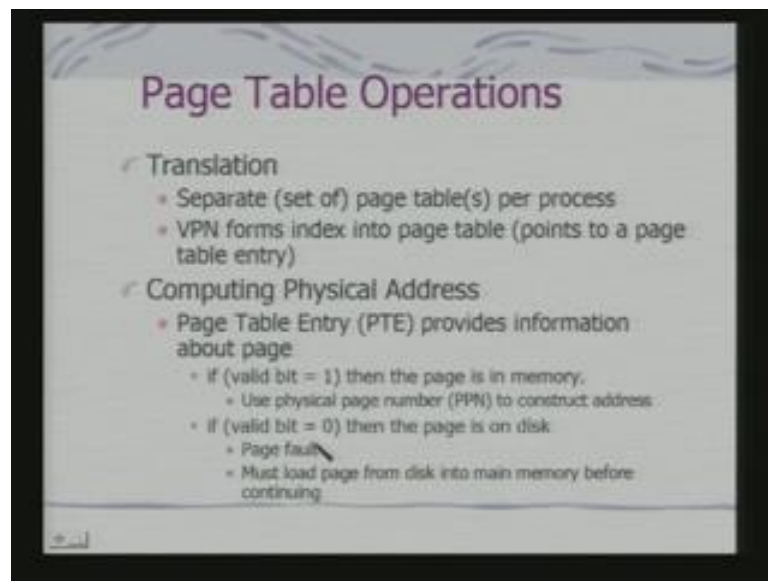 Page Table Operations
Translation
• Separate (set of) page table(s) per process
• VPN forms index into page table (points to a page
table entry)
Computing Physical Address
• Page Table Entry (PTE) provides information
about page
• if (valid bit = 1) then the page is in memory.
• Use physical page number (PPN) to construct address
• if (valid bit = 0) then the page is on disk
• Page fault
• Must load page from disk into main memory before
continuing